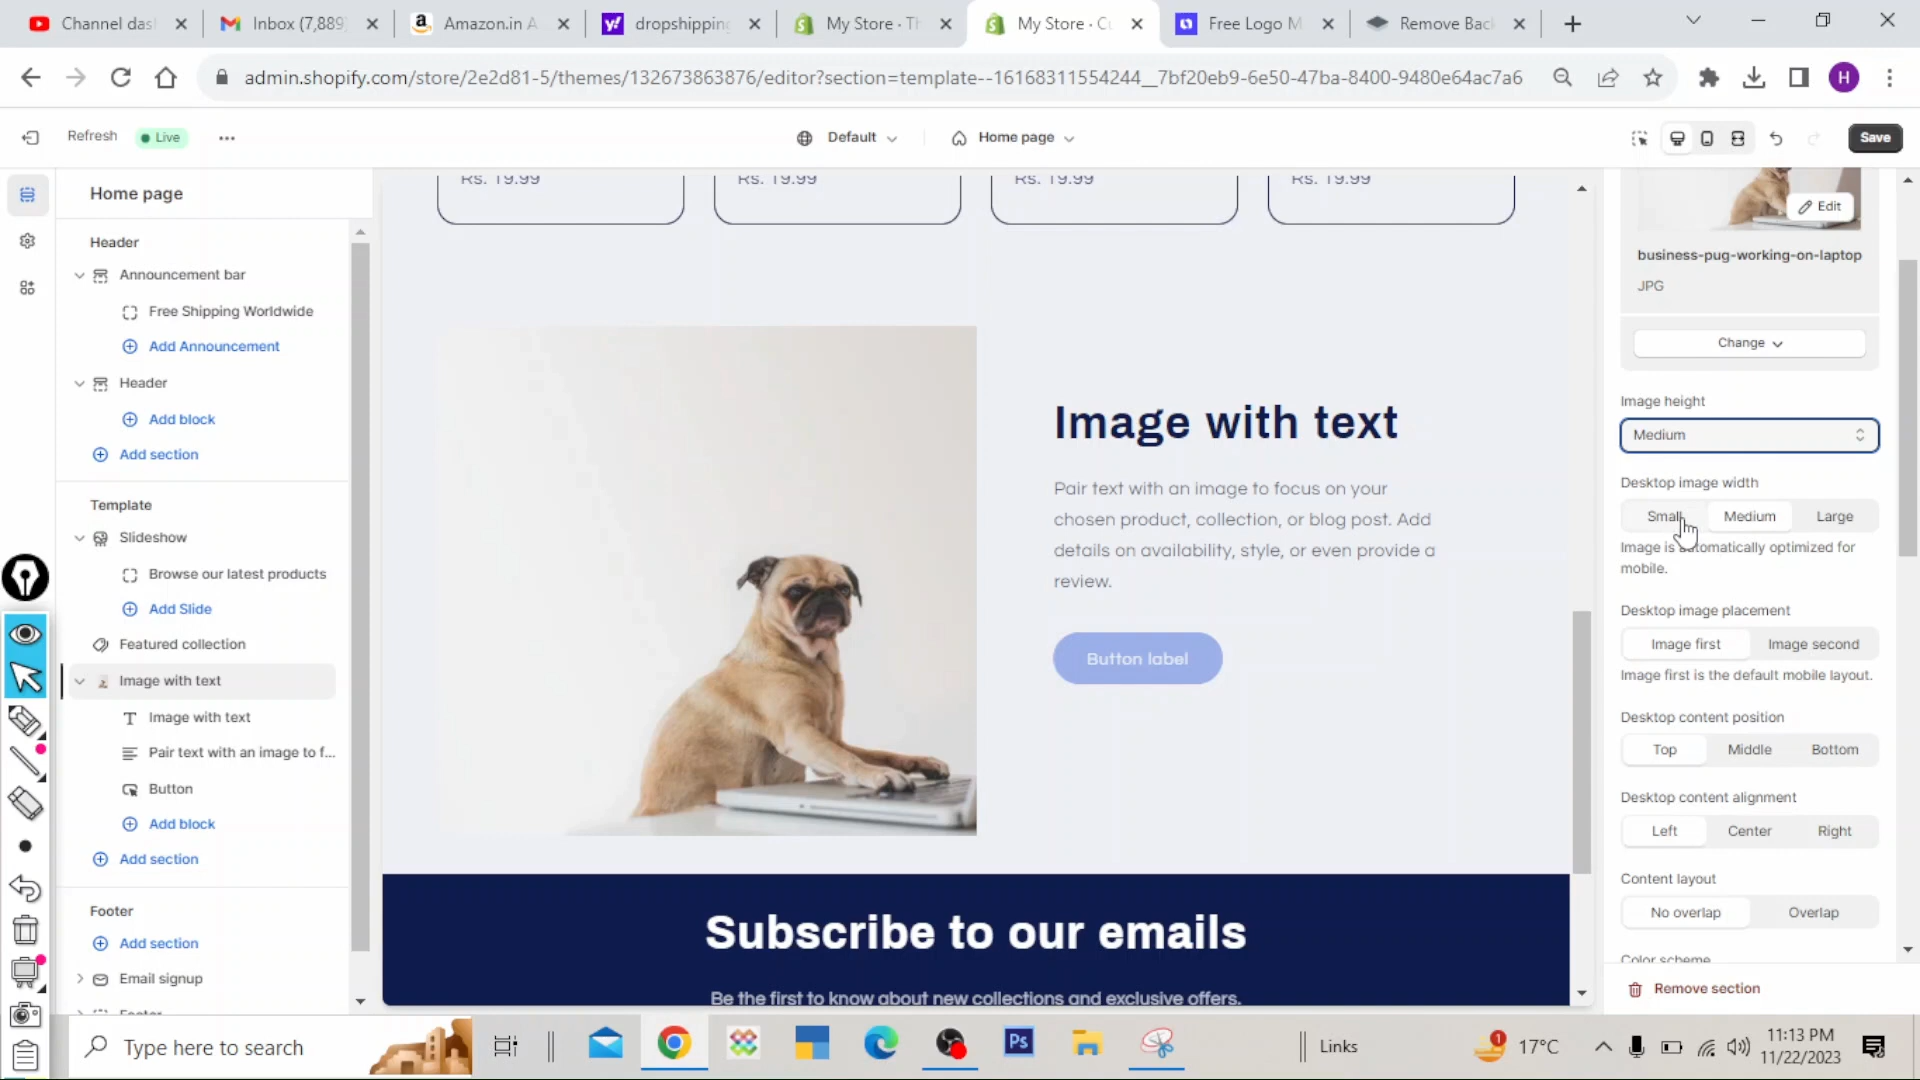 Channel das
Inbox (7,889
Amazon.in A
dropshipping
My Store · Th
My Store · Cu
Free Logo M
Remove Bac
admin.shopify.com/store/2e2d81-5/themes/132673863876/editor?section=template--16168311554244__7bf20eb9-6e50-47ba-8400-9480e64ac7a6
H
Refresh
Live
Default
Home page
Save
Home page
Header
Announcement bar
Free Shipping Worldwide
Add Announcement
Header
Add block
Add section
Template
Slideshow
Browse our latest products
Add Slide
Featured collection
Image with text
Image with text
Pair text with an image to f...
Button
Add block
Add section
Footer
Add section
Email signup
Footer
Rs. 19.99
Rs. 19.99
Rs. 19.99
Rs. 19.99
Image with text
Pair text with an image to focus on your
chosen product, collection, or blog post. Add
details on availability, style, or even provide a
review.
Button label
Subscribe to our emails
Be the first to know about new collections and exclusive offers.
Edit
business-pug-working-on-laptop
JPG
Change
Image height
Medium
Desktop image width
Small
Medium
Large
Image is automatically optimized for
mobile.
Desktop image placement
Image first
Image second
Image first is the default mobile layout.
Desktop content position
Top
Middle
Bottom
Desktop content alignment
Left
Center
Right
Content layout
No overlap
Overlap
Color scheme
Remove section
Type here to search
Ps
Links
1
17°C
11:13 PM
11/22/2023